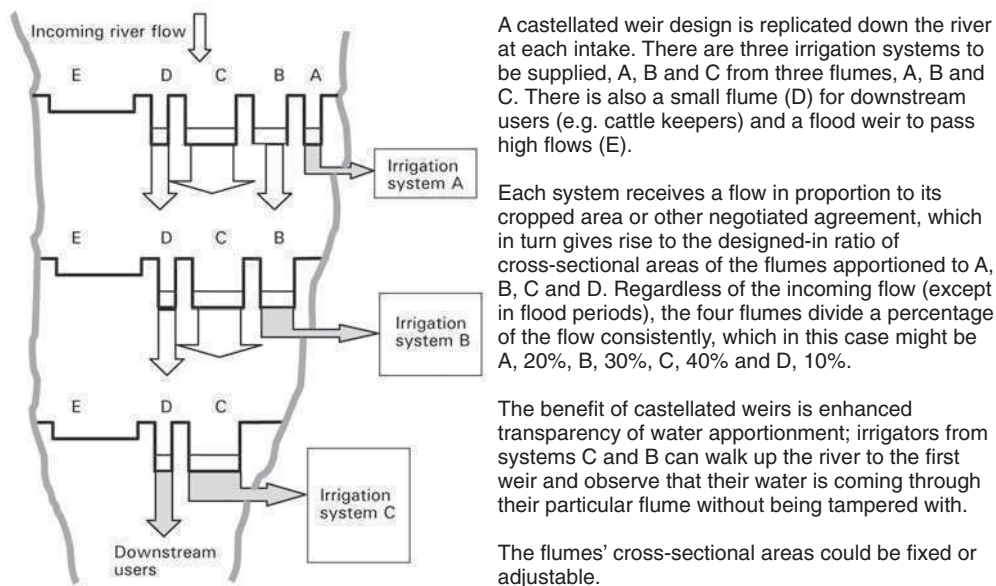 Incoming river flow
E D C B A
Irrigation
system A
E D C B
Irrigation
system B
E D C
Irrigation
system C
Downstream
users
A castellated weir design is replicated down the river
at each intake. There are three irrigation systems to
be supplied, A, B and C from three flumes, A, B and
C. There is also a small flume (D) for downstream
users (e.g. cattle keepers) and a flood weir to pass
high flows (E).
Each system receives a flow in proportion to its
cropped area or other negotiated agreement, which
in turn gives rise to the designed-in ratio of
cross-sectional areas of the flumes apportioned to A,
B, C and D. Regardless of the incoming flow (except
in flood periods), the four flumes divide a percentage
of the flow consistently, which in this case might be
A, 20%, B, 30%, C, 40% and D, 10%.
The benefit of castellated weirs is enhanced
transparency of water apportionment; irrigators from
systems C and B can walk up the river to the first
weir and observe that their water is coming through
their particular flume without being tampered with.
The flumes’ cross-sectional areas could be fixed or
adjustable.